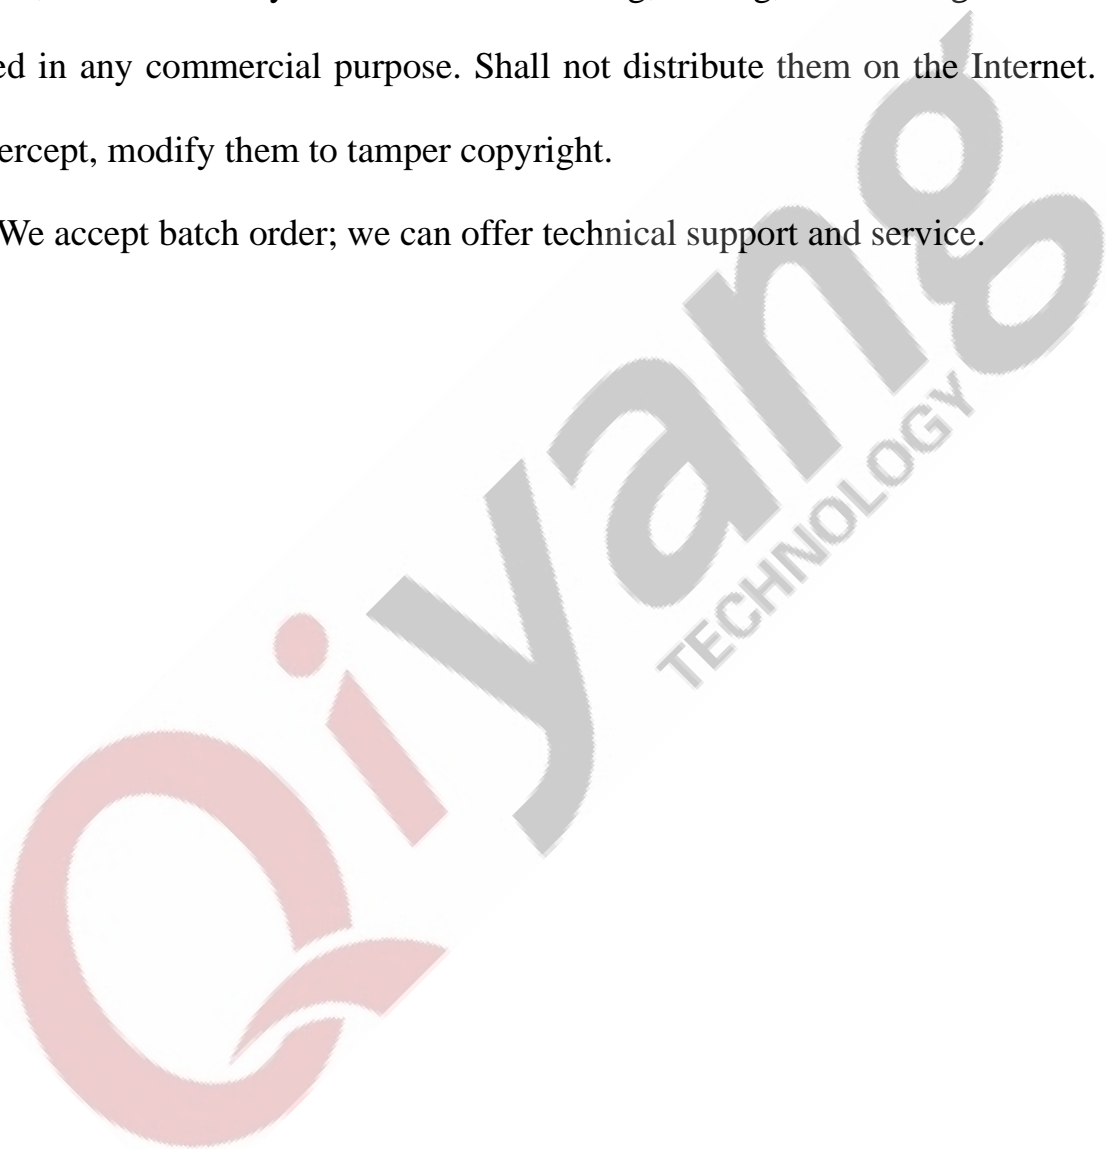 ed in any commercial purpose. Shall not distribute them on the Internet.
ercept, modify them to tamper copyright.
We accept batch order; we can offer technical support and service.
Qiyang
TECHNOLOGY